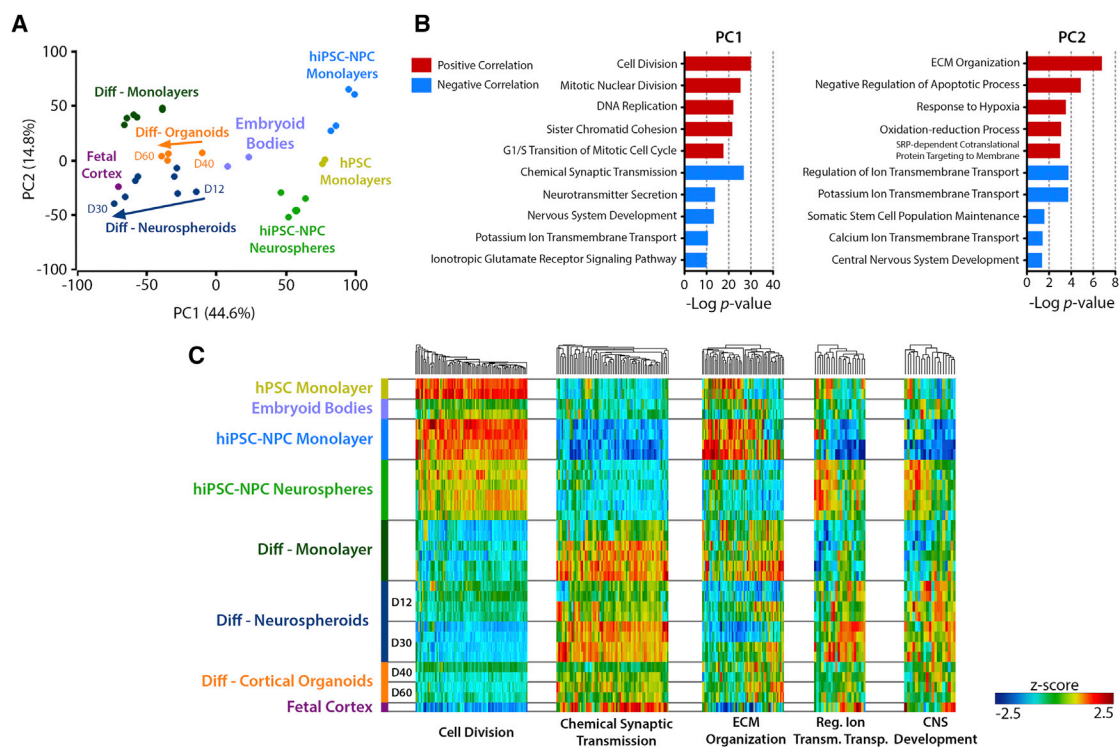 A
100
50
0
-50
-100
-100
-50
0
50
100
PC2 (14.8%)
PC1 (44.6%)
hiPSC-NPC
Monolayers
Diff - Monolayers
Diff- Organoids
D60
D40
Embryoid
Bodies
Fetal
Cortex
hPSC
Monolayers
D12
D30
Diff - Neurospheroids
hiPSC-NPC
Neurospheres
B
Positive Correlation
Negative Correlation
PC1
Cell Division
Mitotic Nuclear Division
DNA Replication
Sister Chromatid Cohesion
G1/S Transition of Mitotic Cell Cycle
Chemical Synaptic Transmission
Neurotransmitter Secretion
Nervous System Development
Potassium Ion Transmembrane Transport
Ionotropic Glutamate Receptor Signaling Pathway
0 10 20 30 40
-Log p-value
PC2
ECM Organization
Negative Regulation of Apoptotic Process
Response to Hypoxia
Oxidation-reduction Process
SRP-dependent Cotranslational
Protein Targeting to Membrane
Regulation of Ion Transmembrane Transport
Potassium Ion Transmembrane Transport
Somatic Stem Cell Population Maintenance
Calcium Ion Transmembrane Transport
Central Nervous System Development
0 2 4 6 8
-Log p-value
C
hPSC Monolayer
Embryoid Bodies
hiPSC-NPC Monolayer
hiPSC-NPC Neurospheres
Diff - Monolayer
Diff - Neurospheroids
D12
D30
Diff - Cortical Organoids
D40
D60
Fetal Cortex
Cell Division
Chemical Synaptic
Transmission
ECM
Organization
Reg. Ion
Transm. Transp.
CNS
Development
z-score
-2.5 2.5